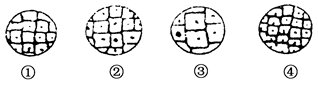 ① ② ③ ④